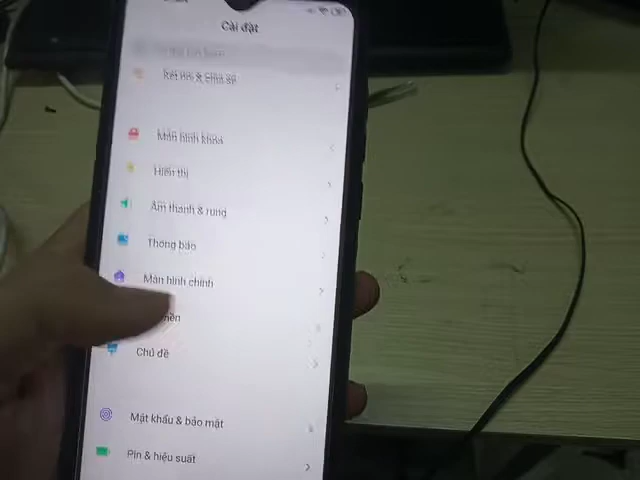 Cài đặt
Kết nối & Chia sẻ
Màn hình khóa
Hiển thị
Âm thanh & rung
Thông báo
Màn hình chính
nền
Chủ đề
Mật khẩu & bảo mật
Pin & hiệu suất